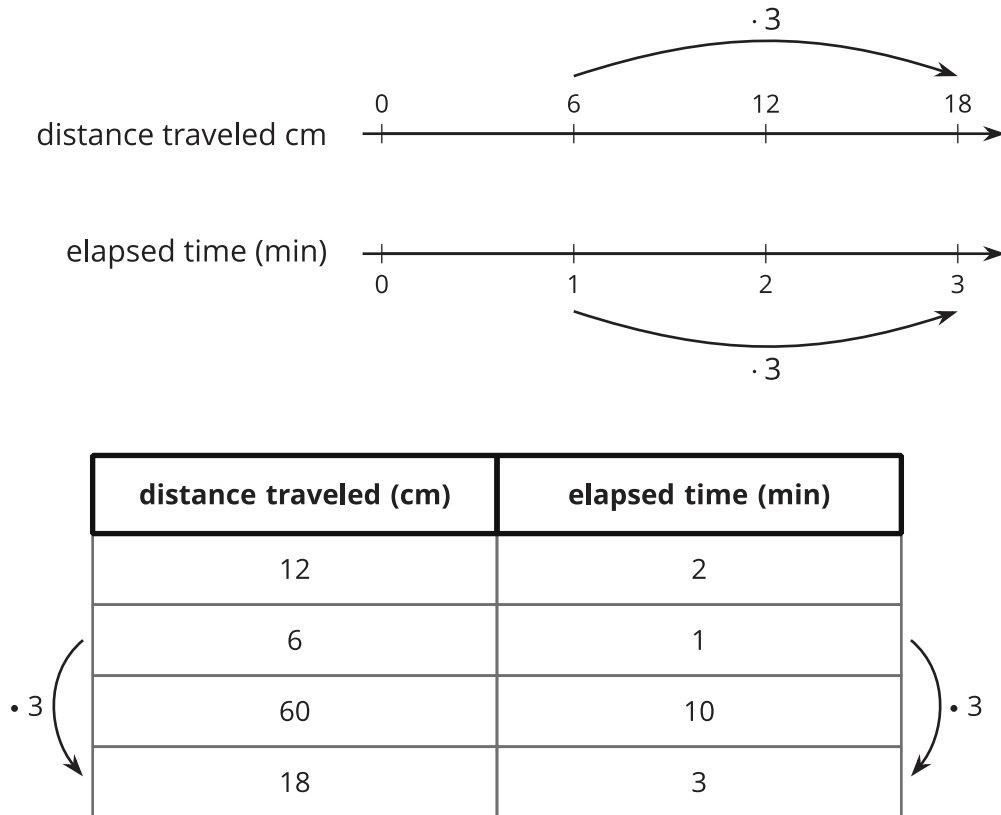 · 3
0 6 12 18
distance traveled cm
elapsed time (min)
0 1 2 3
· 3
distance traveled (cm) elapsed time (min)
12 2
6 1
• 3 • 3
60 10
18 3